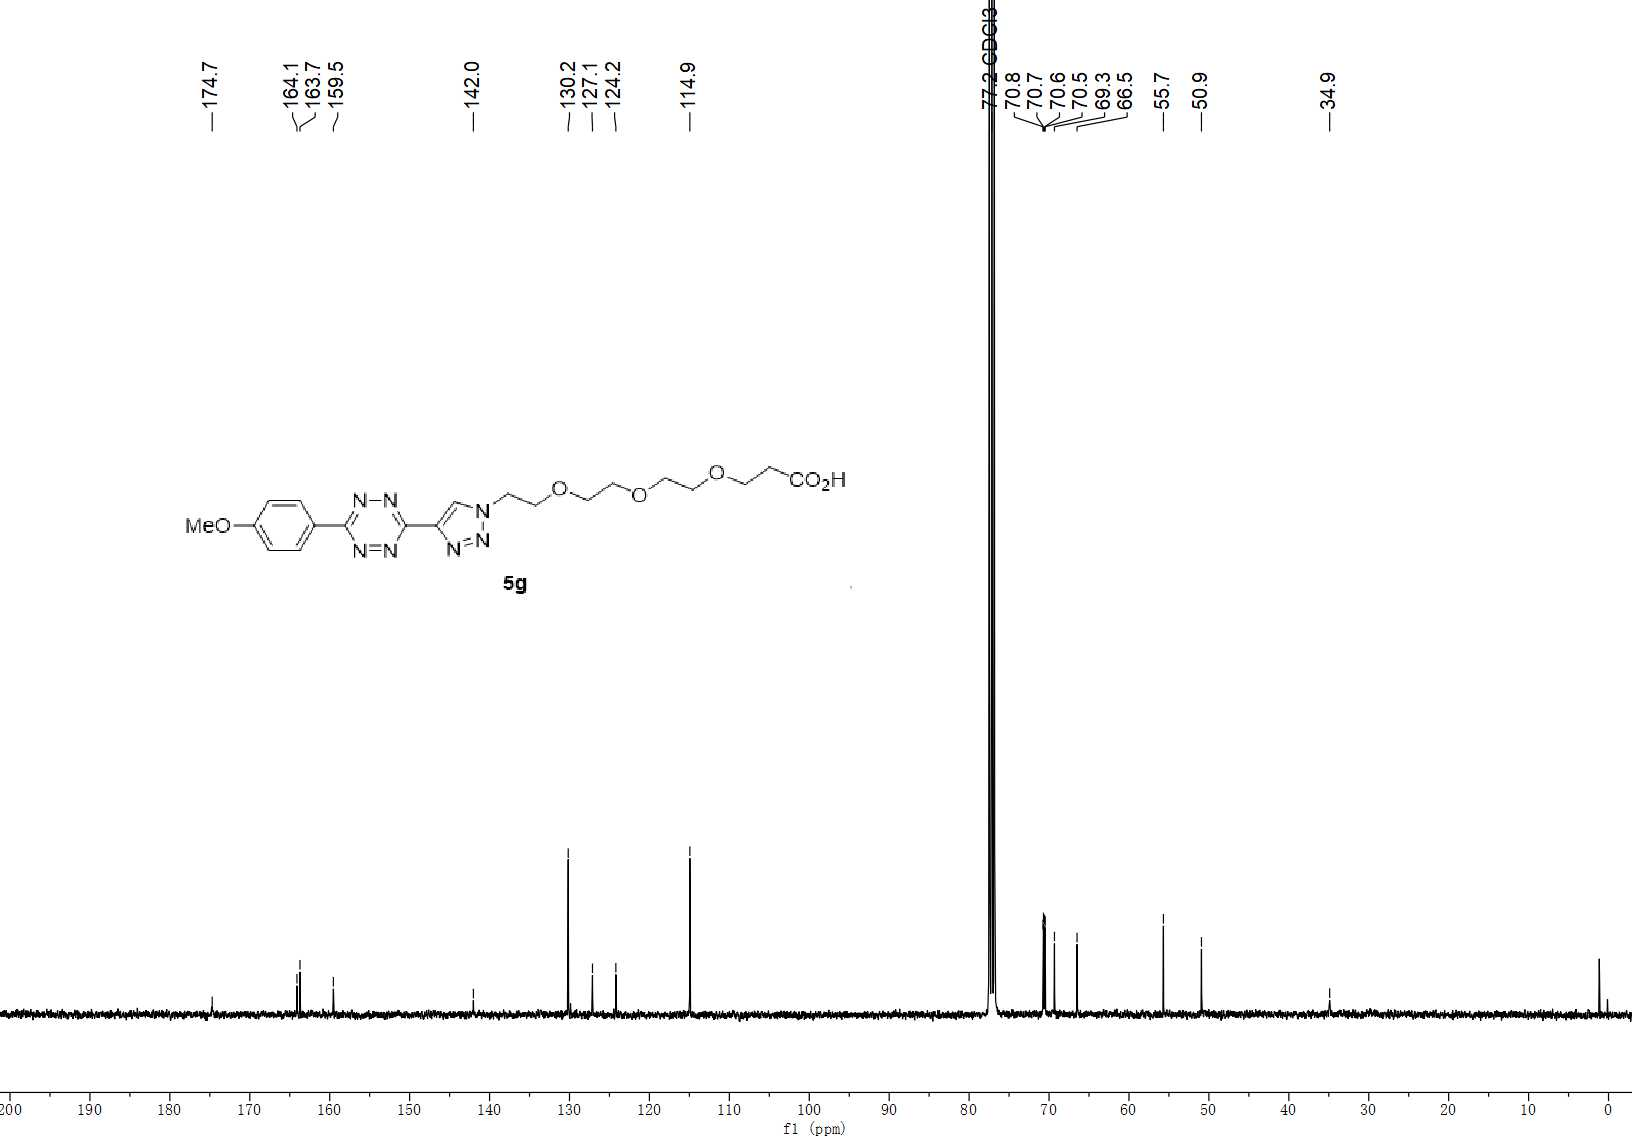 174.7
164.1
163.7
159.5
142.0
130.2
127.1
124.2
114.9
77.2 CDCl3
70.8
70.7
70.6
70.5
69.3
66.5
55.7
50.9
34.9
MeO
N N
N N
N
N N
O
O
O
CO2H
5g
200 190 180 170 160 150 140 130 120 110 100 90 80 70 60 50 40 30 20 10 0
f1 (ppm)